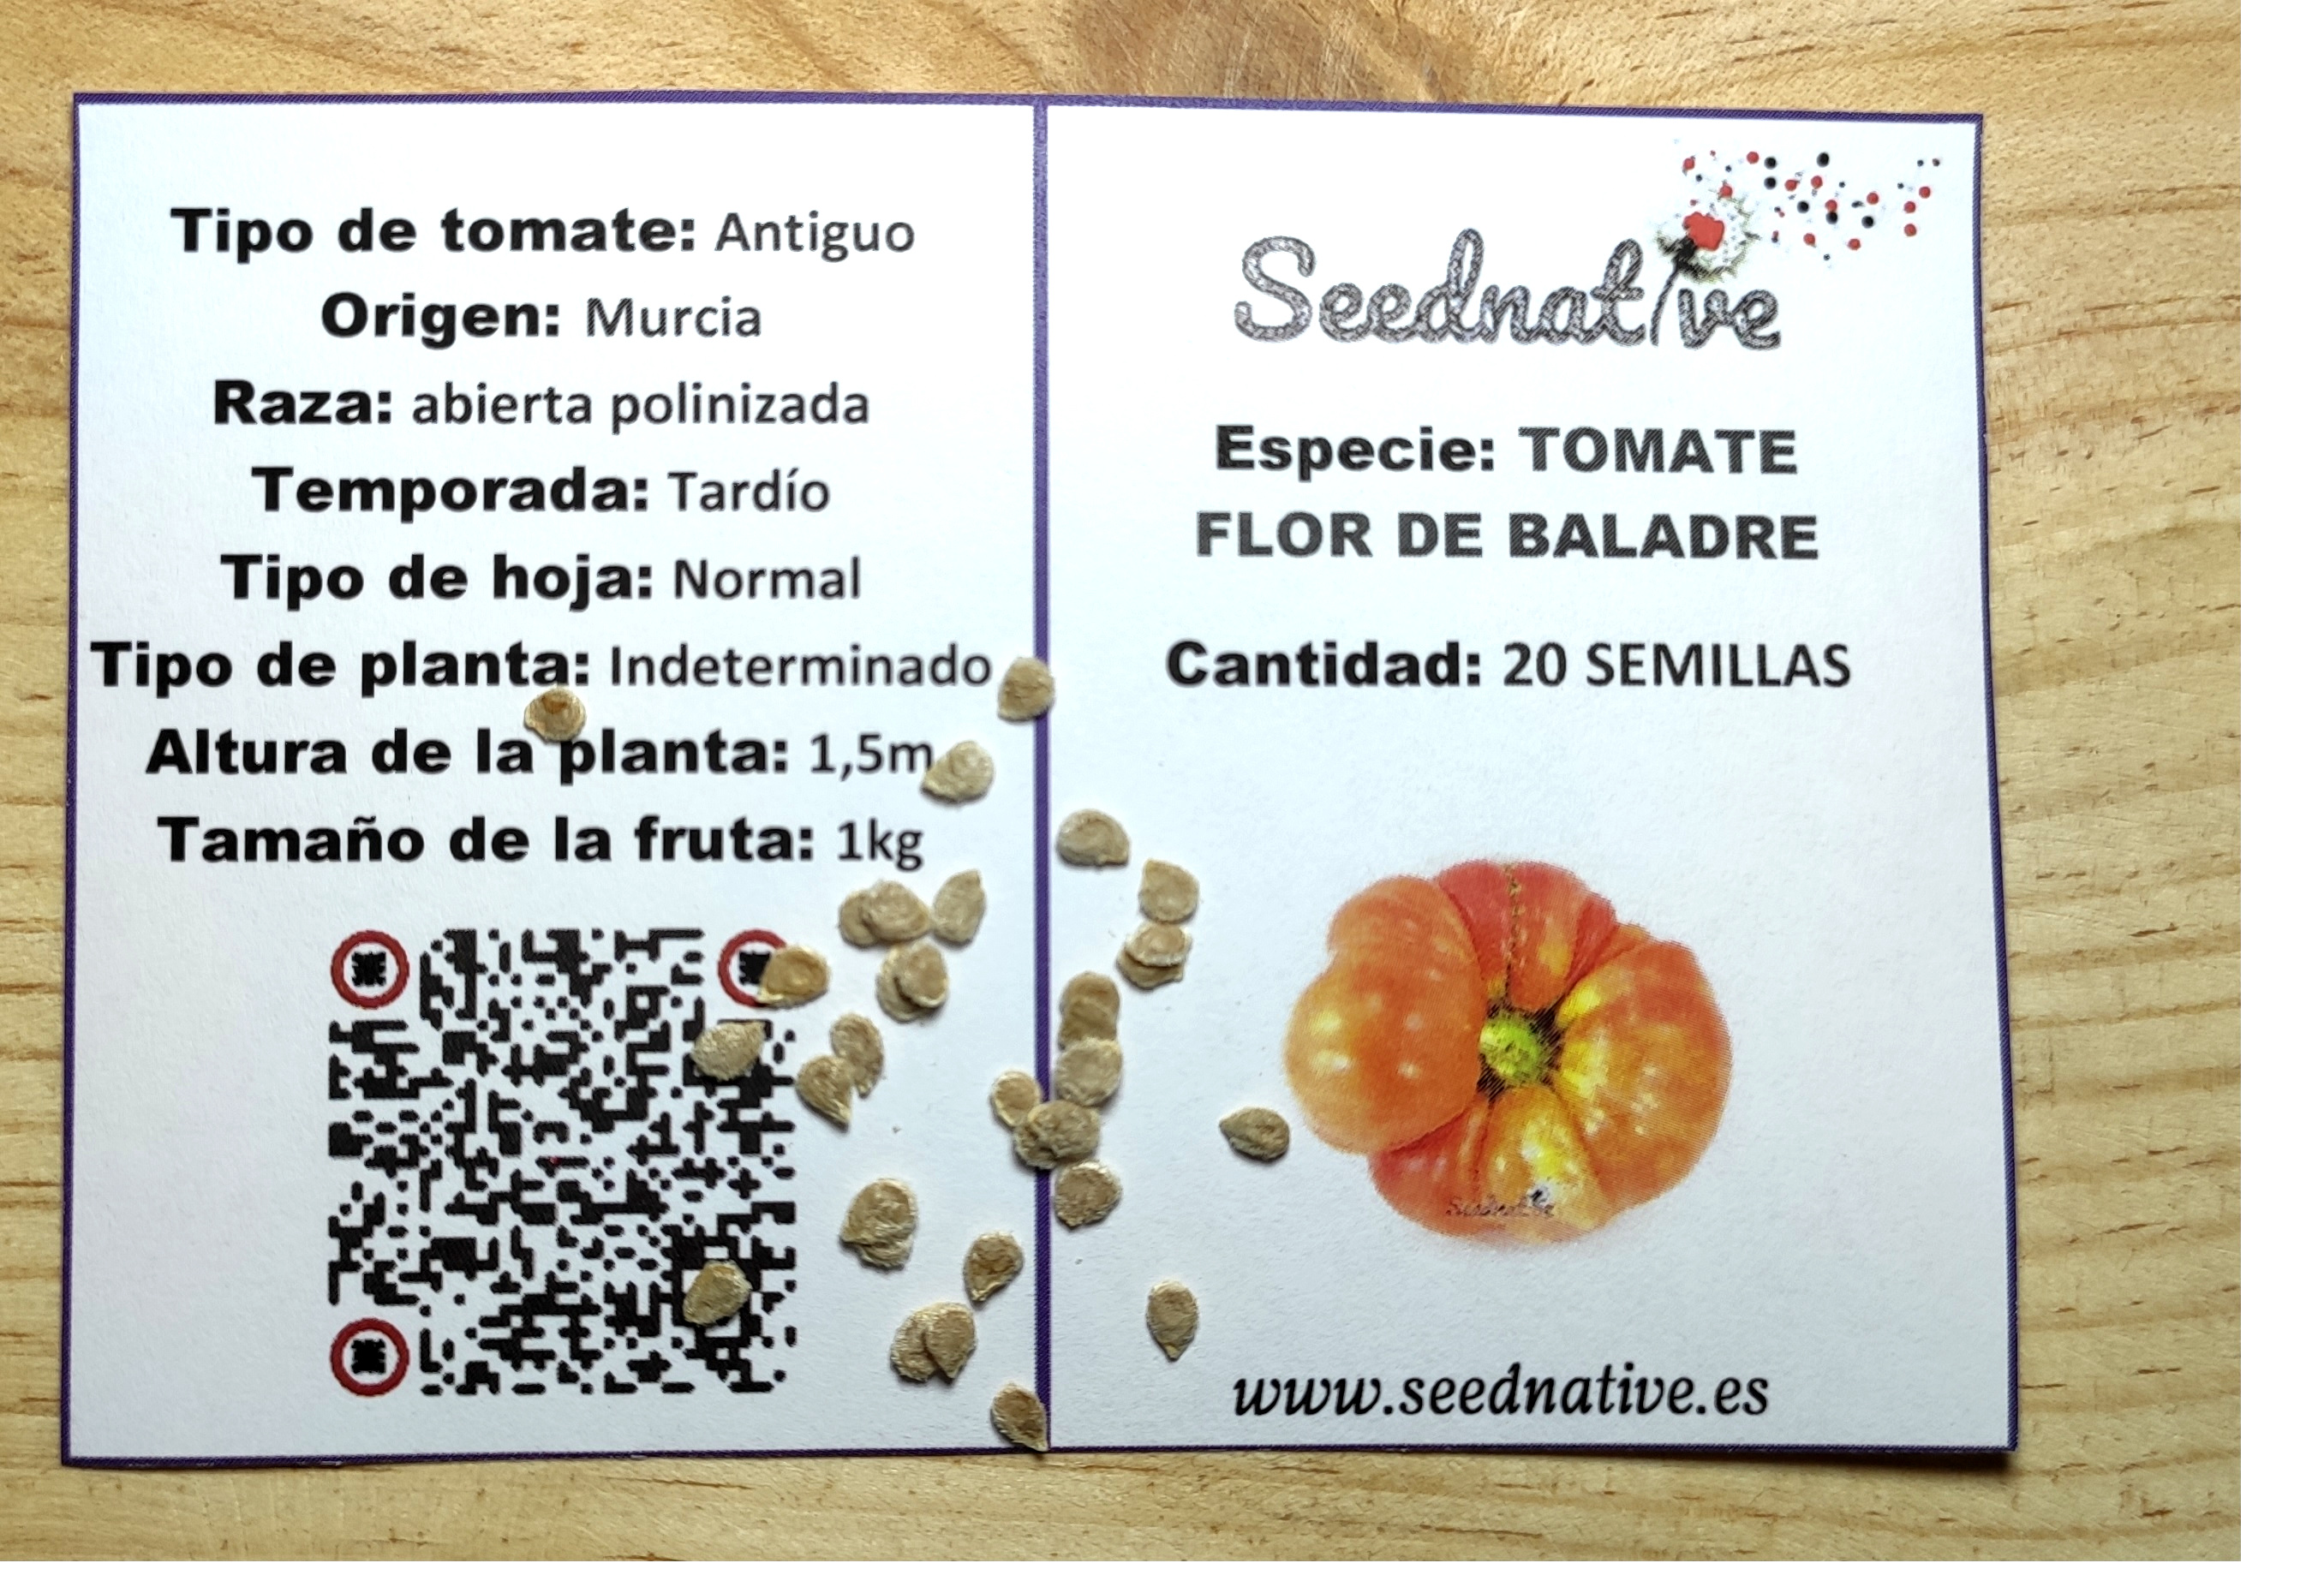 Tipo de tomate: Antiguo
Origen: Murcia
Raza: abierta polinizada
Temporada: Tardío
Tipo de hoja: Normal
Tipo de planta: Indeterminado
Altura de la planta: 1,5m
Tamaño de la fruta: 1kg
Seednative
Especie: TOMATE
FLOR DE BALADRE
Cantidad: 20 SEMILLAS
Seednative
www.seednative.es